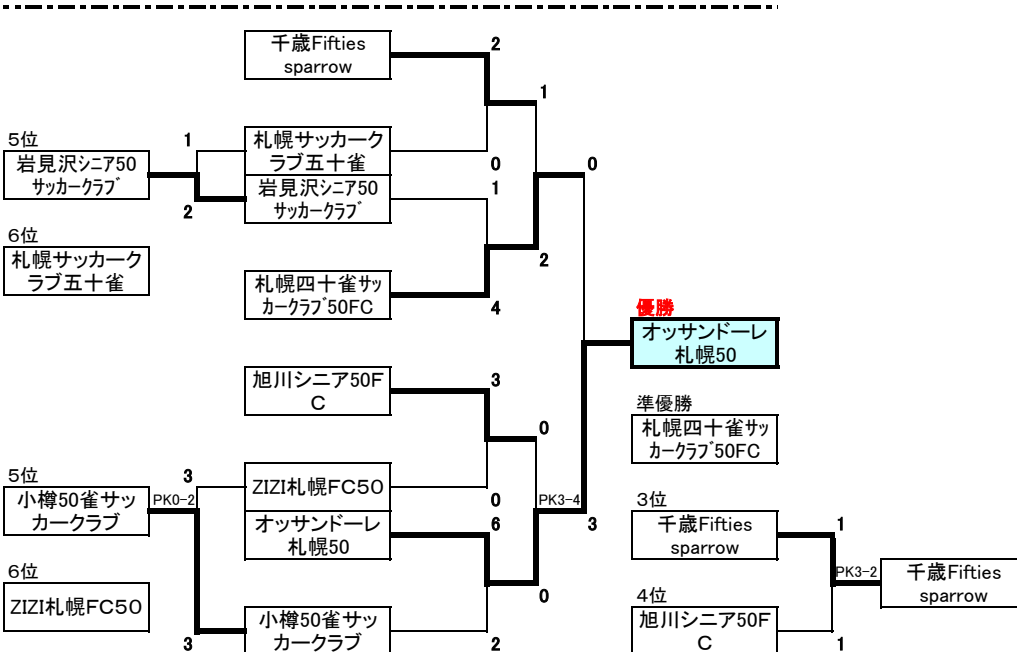 千歳Fifties
sparrow
2
1
5位
岩見沢シニア50
サッカークラブ
1
2
札幌サッカーク
ラブ五十雀
0
岩見沢シニア50
サッカークラブ
1
0
6位
札幌サッカーク
ラブ五十雀
2
札幌四十雀サッ
カークラブ50FC
4
優勝
オッサンドーレ
札幌50
旭川シニア50F
C
3
0
準優勝
札幌四十雀サッ
カークラブ50FC
5位
小樽50雀サッ
カークラブ
PK0-2
3
ZIZI札幌FC50
0
オッサンドーレ
札幌50
6
PK3-4
3
3位
千歳Fifties
sparrow
1
6位
ZIZI札幌FC50
3
小樽50雀サッ
カークラブ
2
0
4位
旭川シニア50F
C
1
PK3-2
千歳Fifties
sparrow